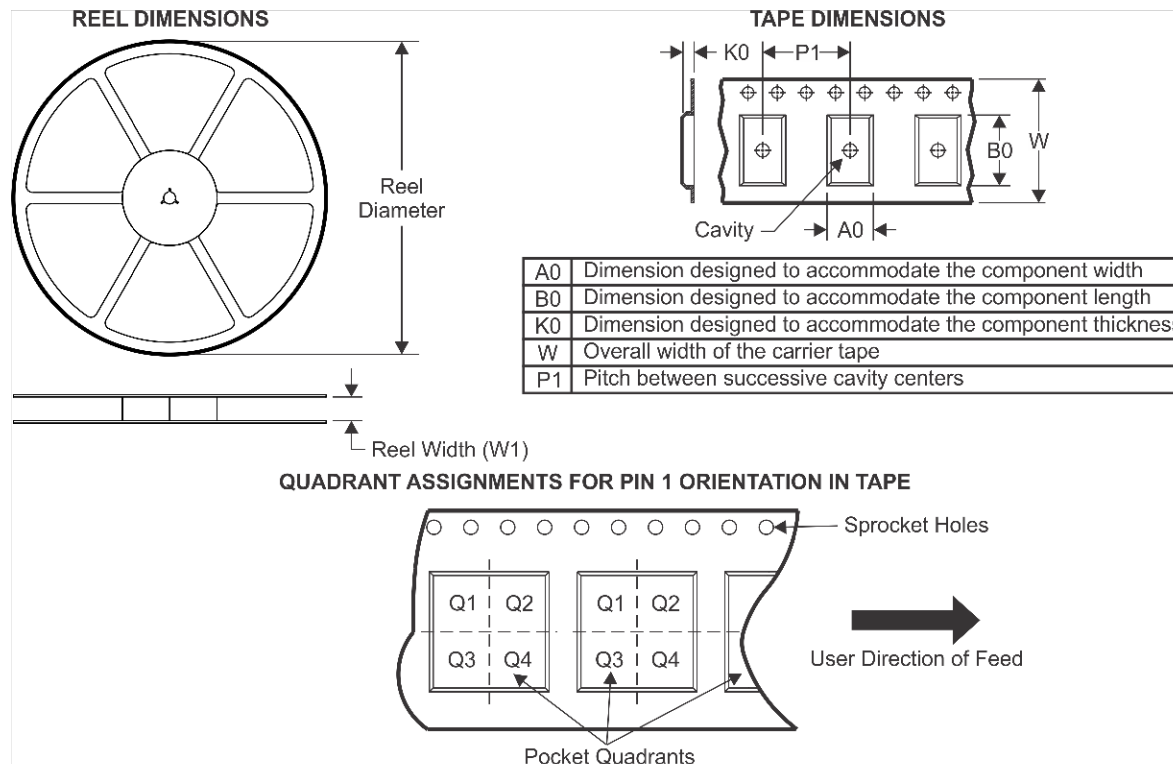 REEL DIMENSIONS
TAPE DIMENSIONS
K0
P1
B0
W
Reel
Diameter
Cavity
A0
A0 Dimension designed to accommodate the component width
B0 Dimension designed to accommodate the component length
K0 Dimension designed to accommodate the component thickness
W Overall width of the carrier tape
P1 Pitch between successive cavity centers
Reel Width (W1)
QUADRANT ASSIGNMENTS FOR PIN 1 ORIENTATION IN TAPE
Sprocket Holes
Q1 Q2 Q1 Q2
Q3 Q4 Q3 Q4
User Direction of Feed
Pocket Quadrants